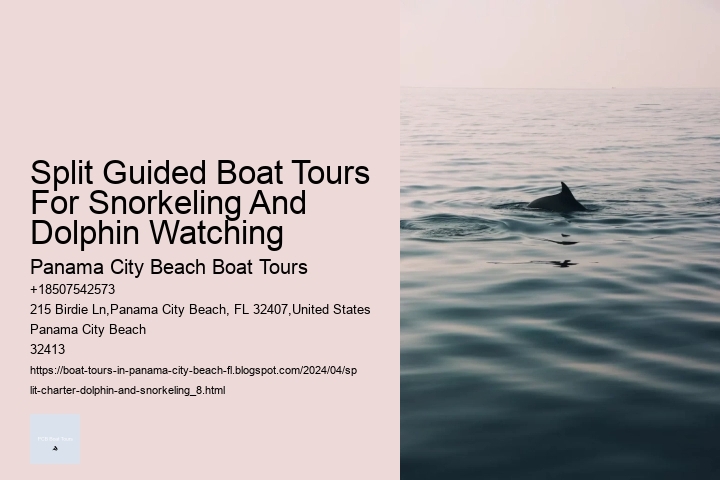 Split Guided Boat Tours
For Snorkeling And
Dolphin Watching
Panama City Beach Boat Tours
+18507542573
215 Birdie Ln,Panama City Beach, FL 32407,United States
Panama City Beach
32413
https://boat-tours-in-panama-city-beach-fl.blogspot.com/2024/04/sp
lit-charter-dolphin-and-snorkeling_8.html